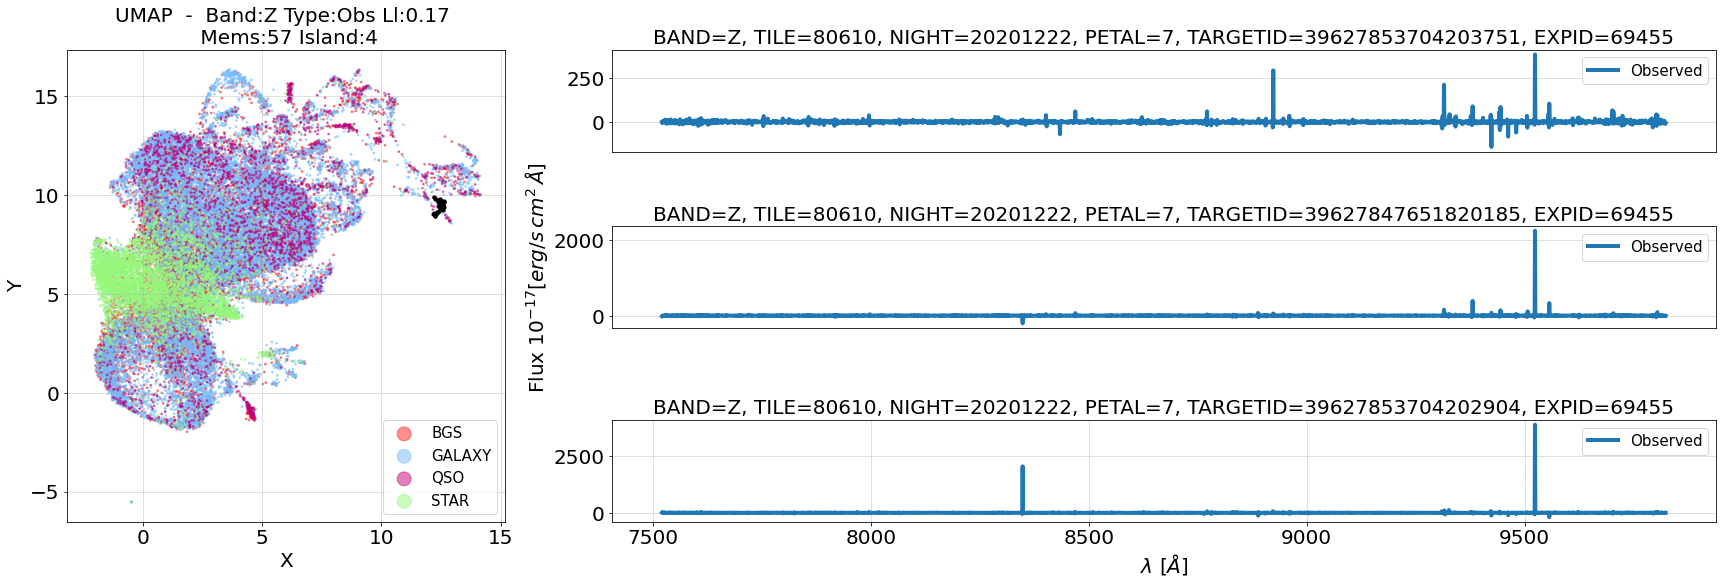 UMAP  -  Band:Z Type:Obs Ll:0.17
Mems:57 Island:4
15
10
5
0
−5
Y
0
5
10
15
X
BGS
GALAXY
QSO
STAR
Flux 10^{-17}[erg/s cm^2 Å]
BAND=Z, TILE=80610, NIGHT=20201222, PETAL=7, TARGETID=39627853704203751, EXPID=69455
250
0
Observed
BAND=Z, TILE=80610, NIGHT=20201222, PETAL=7, TARGETID=39627847651820185, EXPID=69455
2000
0
Observed
BAND=Z, TILE=80610, NIGHT=20201222, PETAL=7, TARGETID=39627853704202904, EXPID=69455
2500
0
Observed
7500
8000
8500
9000
9500
λ [Å]